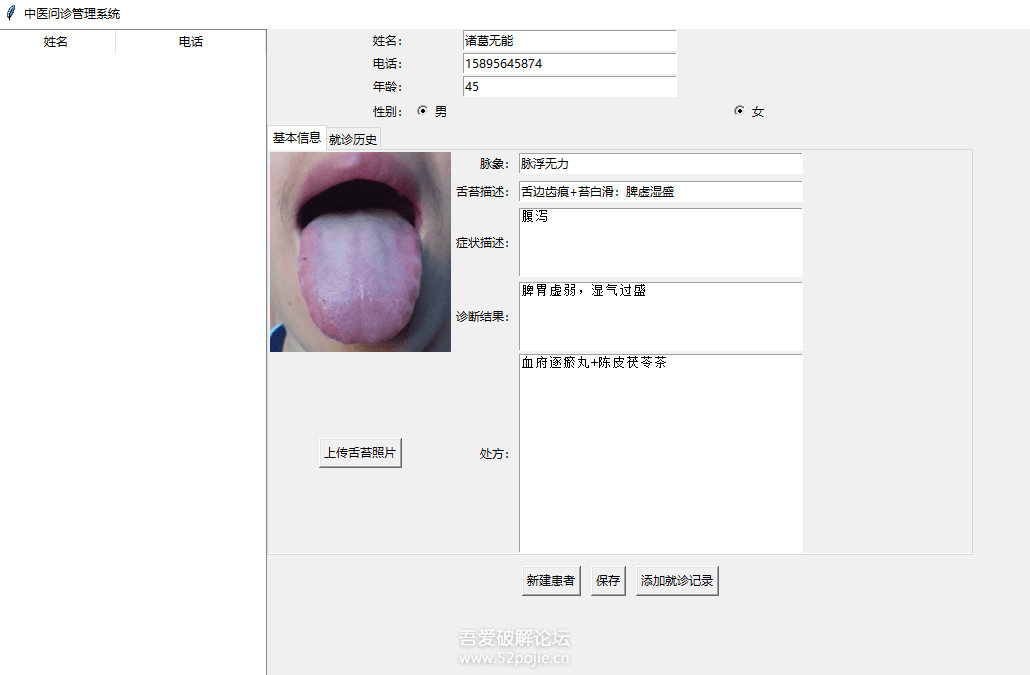 中医问诊管理系统
姓名 电话
姓名: 诸葛无能
电话: 15895645874
年龄: 45
性别: 男 女
基本信息 就诊历史
脉象: 脉浮无力
舌苔描述: 舌边齿痕+苔白滑: 脾虚湿盛
症状描述: 腹泻
诊断结果: 脾胃虚弱，湿气过盛
处方: 血府逐瘀丸+陈皮茯苓茶
上传舌苔照片
新建患者 保存 添加就诊记录
吾爱破解论坛
www.52pojie.cn